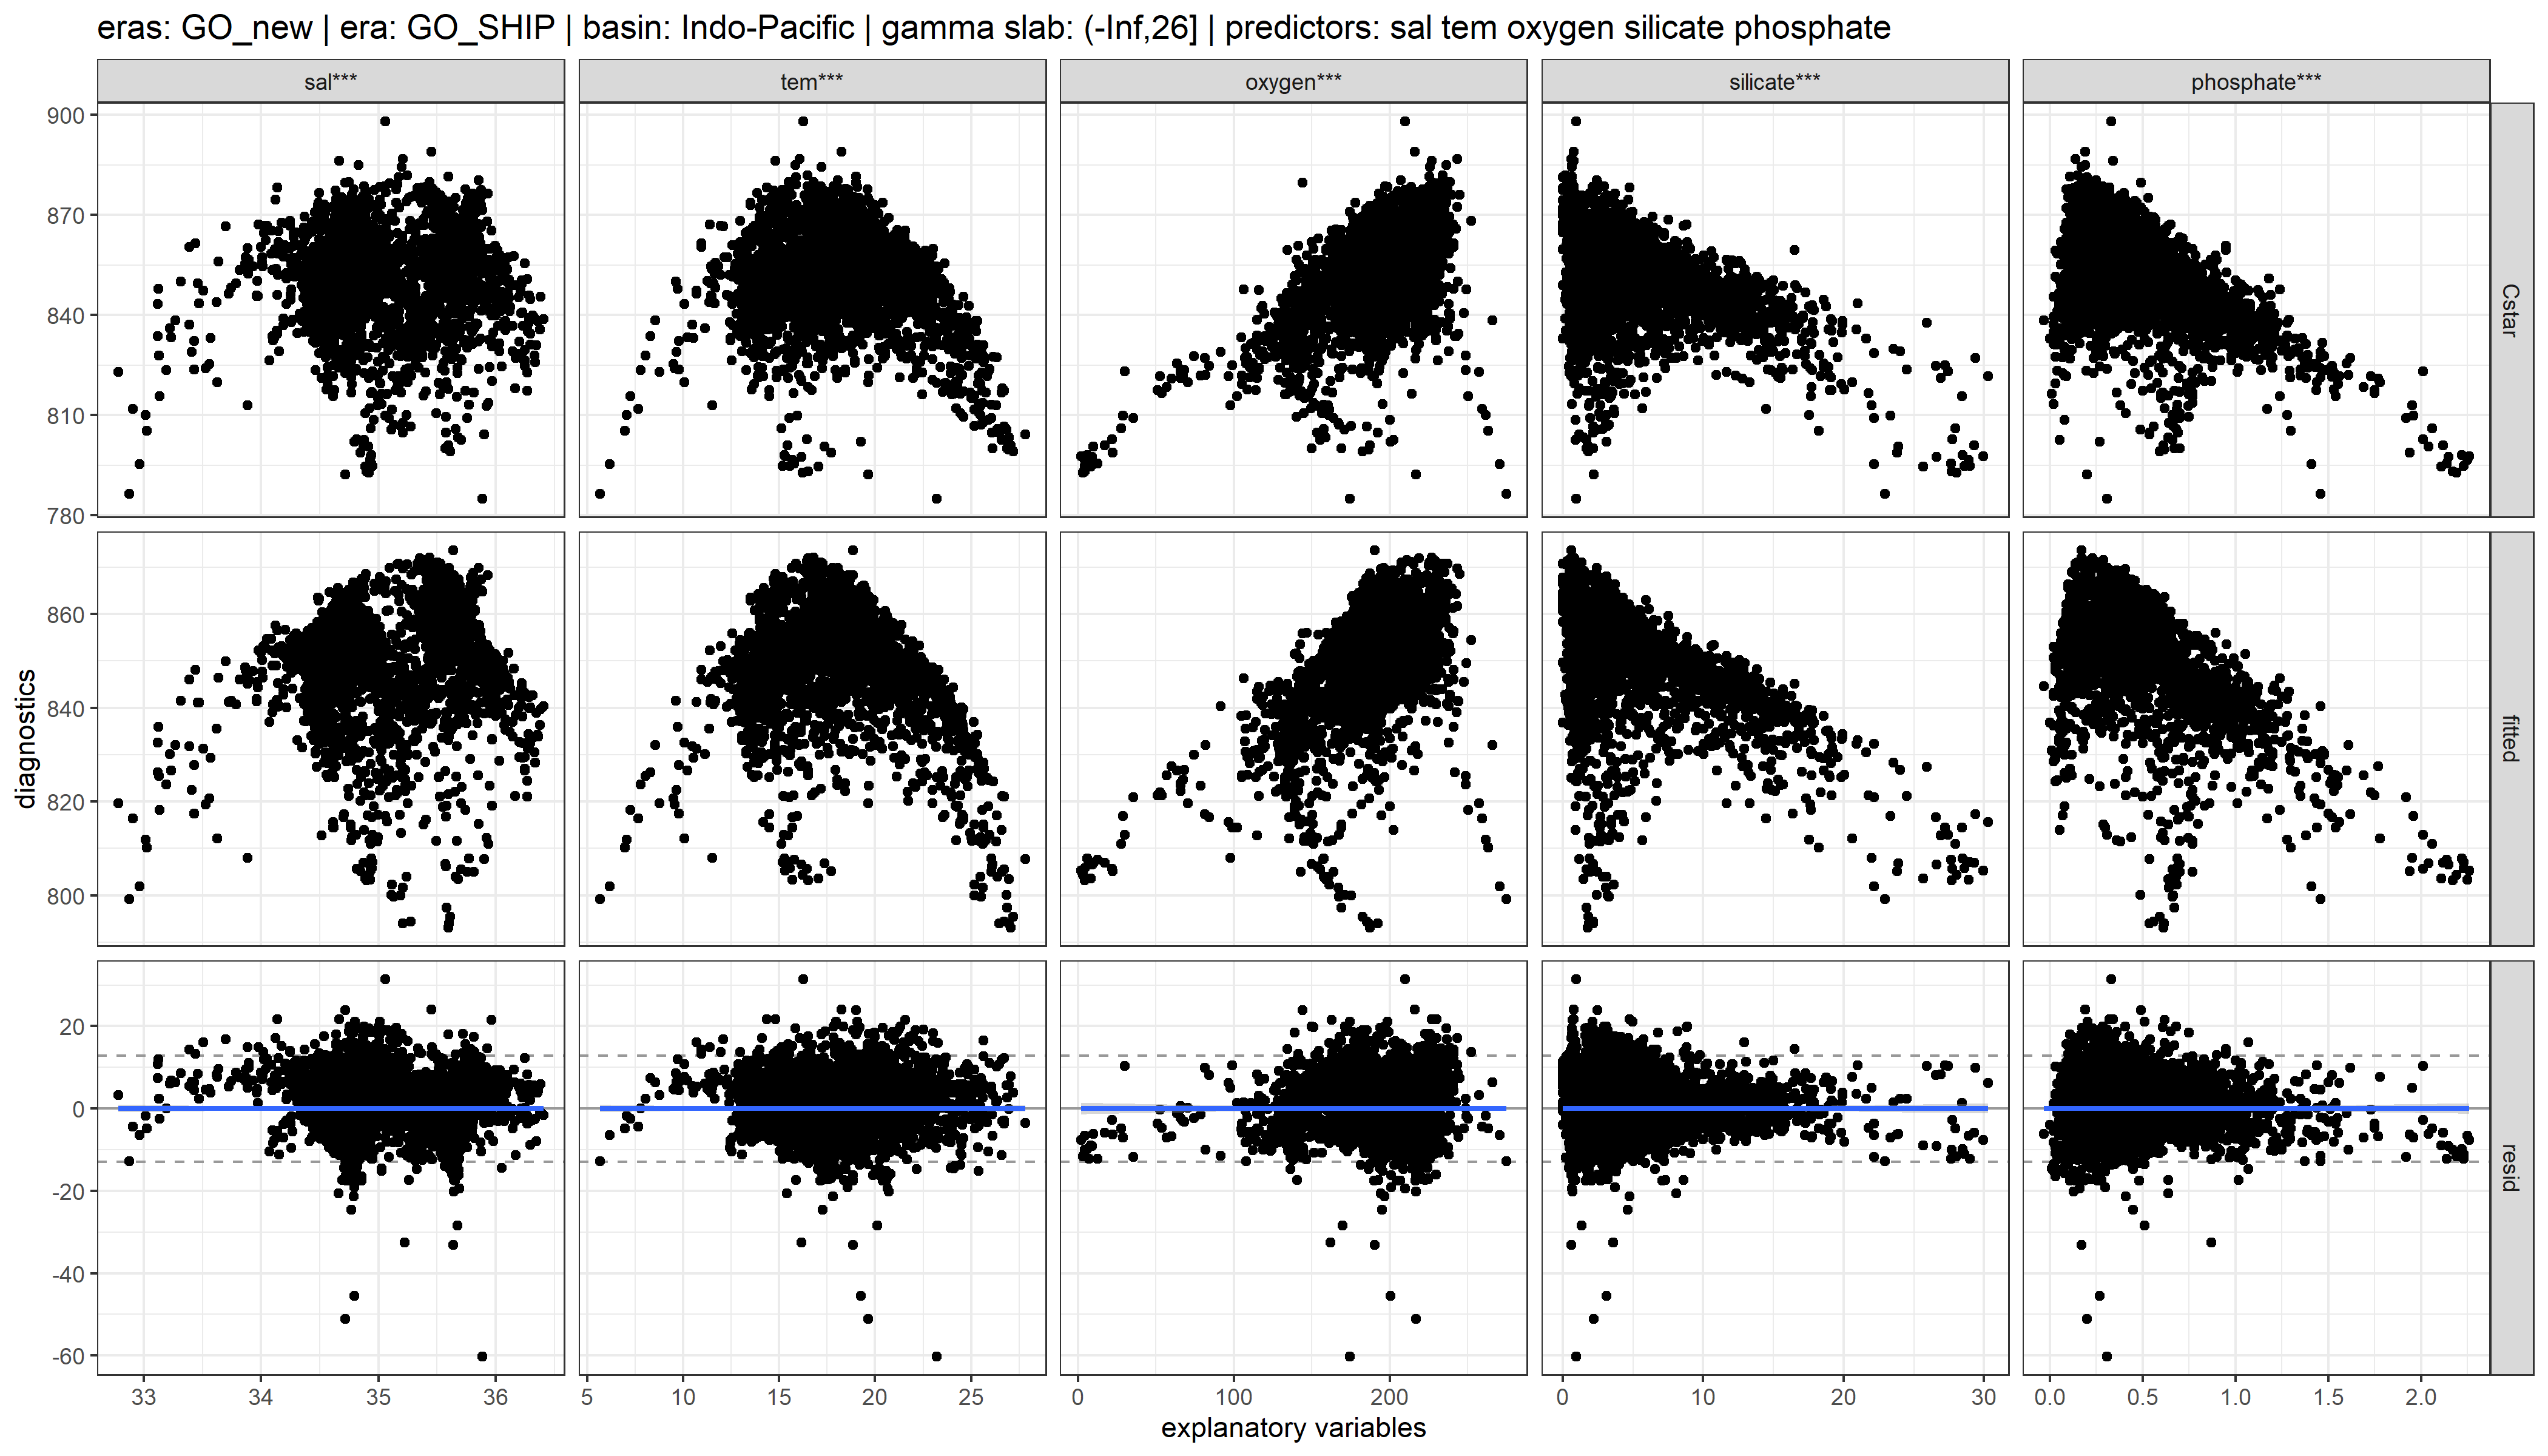 eras: GO_new | era: GO_SHIP | basin: Indo-Pacific | gamma slab: (-Inf,26] | predictors: sal tem oxygen silicate phosphate
sal*** tem*** oxygen*** silicate*** phosphate***
900
870
840
810
780
Cstar
860
840
820
800
fitted
diagnostics
20
0
-20
-40
-60
resid
33 34 35 36 5 10 15 20 25 0 100 200 0 10 20 30 0.0 0.5 1.0 1.5 2.0
explanatory variables